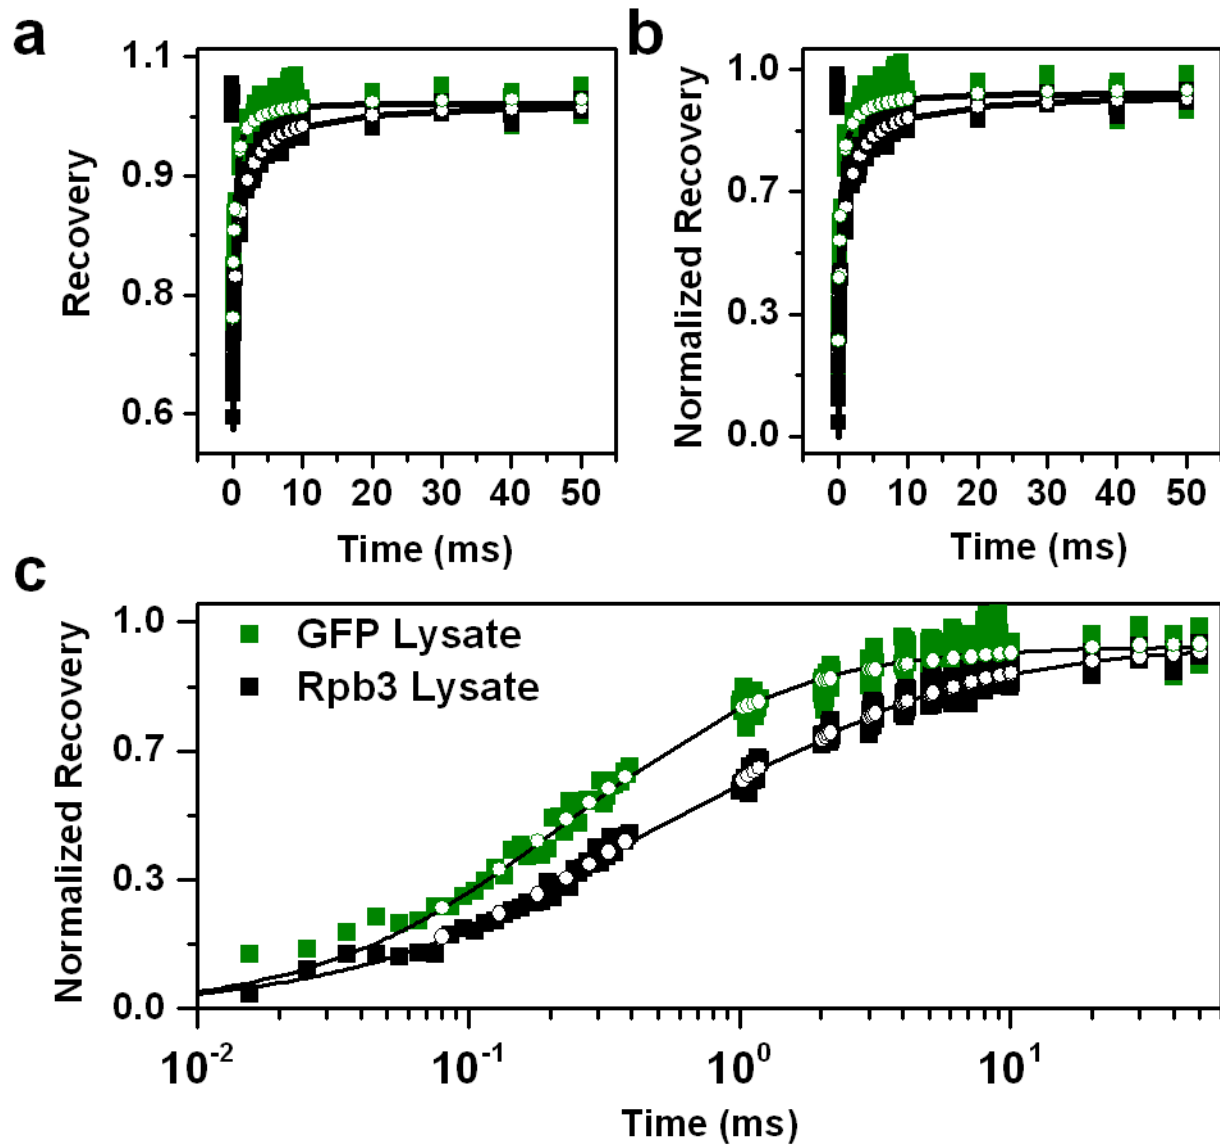 a
Recovery
1.1
0.9
0.8
0.6
0 10 20 30 40 50
Time (ms)
b
Normalized Recovery
1.0
0.7
0.3
0.0
0 10 20 30 40 50
Time (ms)
c
Normalized Recovery
1.0
0.7
0.3
0.0
GFP Lysate
Rpb3 Lysate
10⁻² 10⁻¹ 10⁰ 10¹
Time (ms)